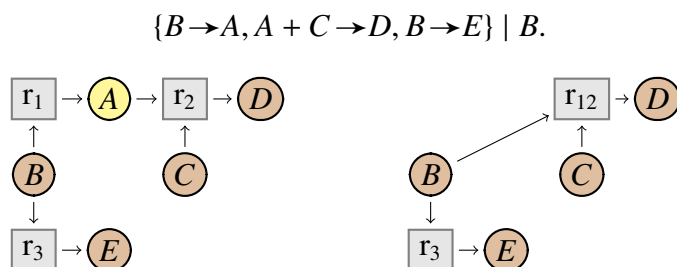 {B→A, A + C→D, B→E} | B.
r₁ A r₂ D r₁₂ D
B C B C
r₃ E r₃ E